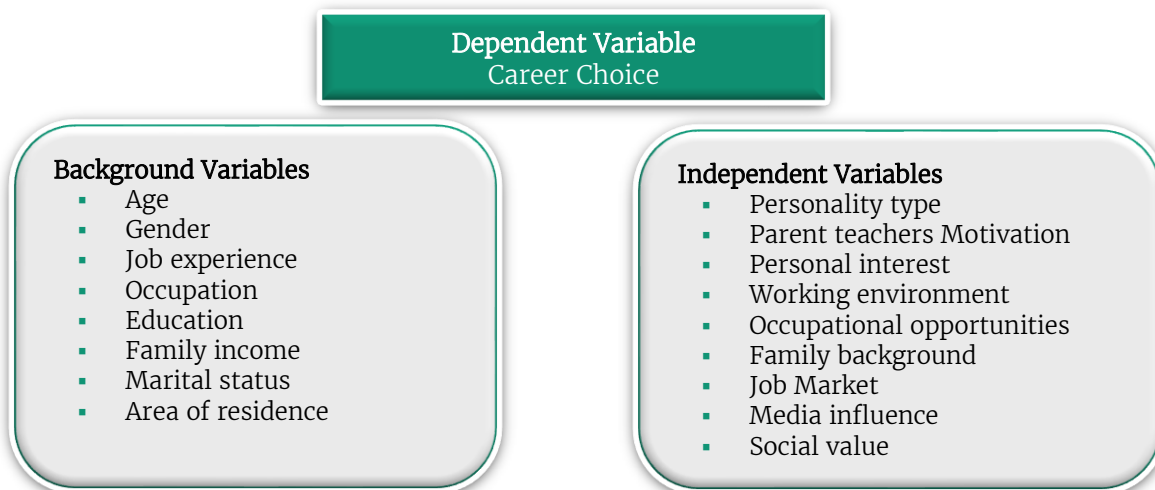 Dependent Variable
Career Choice
Background Variables
▪ Age
▪ Gender
▪ Job experience
▪ Occupation
▪ Education
▪ Family income
▪ Marital status
▪ Area of residence
Independent Variables
▪ Personality type
▪ Parent teachers Motivation
▪ Personal interest
▪ Working environment
▪ Occupational opportunities
▪ Family background
▪ Job Market
▪ Media influence
▪ Social value